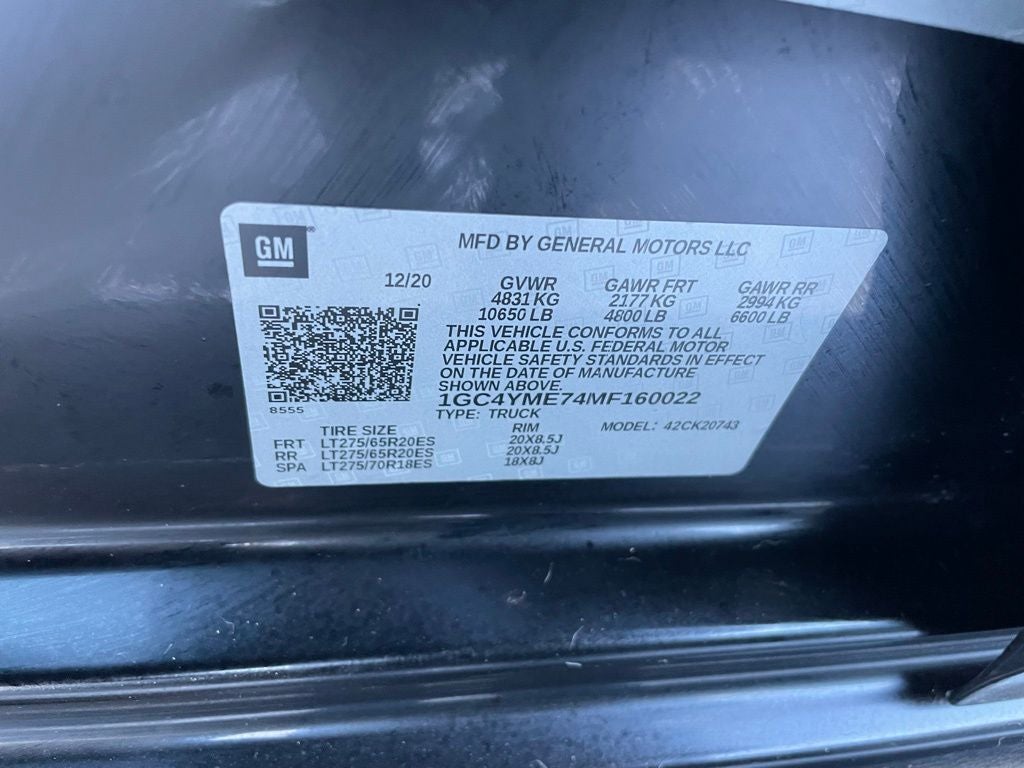 GM
MFD BY GENERAL MOTORS LLC
12/20 GVWR GAWR FRT GAWR RR
4831 KG 2177 KG 2994 KG
10650 LB 4800 LB 6600 LB
THIS VEHICLE CONFORMS TO ALL
APPLICABLE U.S. FEDERAL MOTOR
VEHICLE SAFETY STANDARDS IN EFFECT
ON THE DATE OF MANUFACTURE
SHOWN ABOVE.
8555
1GC4YME74MF160022
TYPE: TRUCK MODEL: 42CK20743
TIRE SIZE RIM
FRT LT275/65R20ES 20X8.5J
RR LT275/65R20ES 20X8.5J
SPA LT275/70R18ES 18X8J